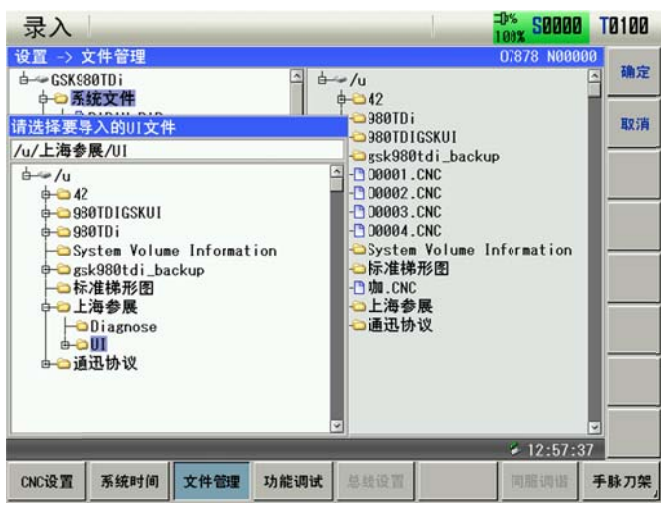 录入
100% S0000 T0100
设置 -> 文件管理
O7878 N00000
GSK980TDi
系统文件
请选择要导入的UI文件
/u/上海参展/UI
/u
42
980TDIGSKUI
980TDi
System Volume Information
gsk980tdi_backup
标准梯形图
上海参展
Diagnose
UI
通迅协议
/u
42
980TDi
980TDIGSKUI
gsk980tdi_backup
O0001.CNC
O0002.CNC
O0003.CNC
O0004.CNC
System Volume Information
标准梯形图
咖.CNC
上海参展
通迅协议
确定
取消
12:57:37
CNC设置
系统时间
文件管理
功能调试
总线设置
伺服调谐
手脉刀架